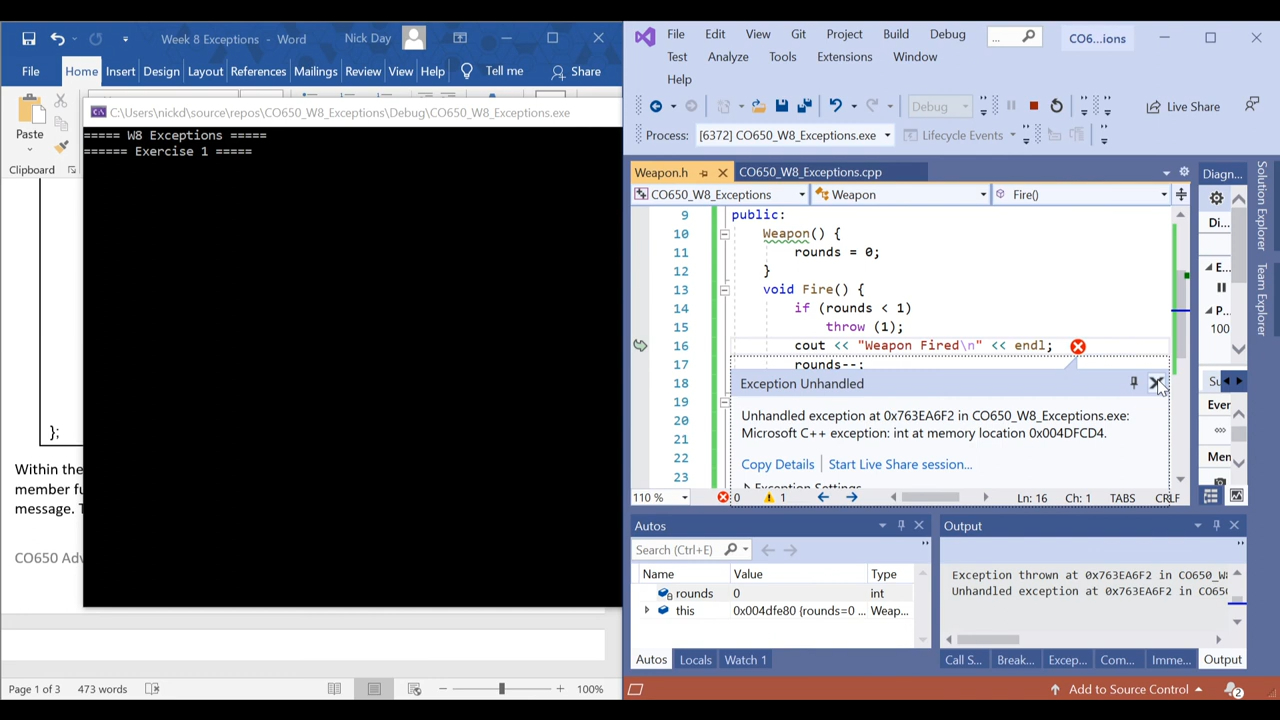 Week 8 Exceptions - Word
Nick Day
File Home Insert Design Layout References Mailings Review View Help Tell me Share
Paste
Clipboard
C:\Users\nickd\source\repos\CO650_W8_Exceptions\Debug\CO650_W8_Exceptions.exe
===== W8 Exceptions =====
====== Exercise 1 =====
};
Within the
member fu
message. T
CO650 Adv
Page 1 of 3 473 words
100%
File Edit View Git Project Build Debug
... CO6...ions
Test Analyze Tools Extensions Window
Help
Debug
Live Share
Process: [6372] CO650_W8_Exceptions.exe Lifecycle Events
Weapon.h CO650_W8_Exceptions.cpp
CO650_W8_Exceptions Weapon Fire()
9 public:
10 Weapon() {
11 rounds = 0;
12 }
13 void Fire() {
14 if (rounds < 1)
15 throw (1);
16 cout << "Weapon Fired\n" << endl;
17 rounds--;
18
19
20
21
22
23
Exception Unhandled
Unhandled exception at 0x763EA6F2 in CO650_W8_Exceptions.exe:
Microsoft C++ exception: int at memory location 0x004DFCD4.
Copy Details Start Live Share session...
110 % 0 1 Ln: 16 Ch: 1 TABS CRLF
Diagn...
Di...
E...
P...
100
Su
Ever
Men
Solution Explorer
Team Explorer
Autos
Search (Ctrl+E)
Name Value Type
rounds 0 int
this 0x004dfe80 {rounds=0 ... Weap...
Autos Locals Watch 1
Output
Exception thrown at 0x763EA6F2 in CO650_W
Unhandled exception at 0x763EA6F2 in CO65
Call S... Break... Excep... Com... Imme... Output
Add to Source Control 2